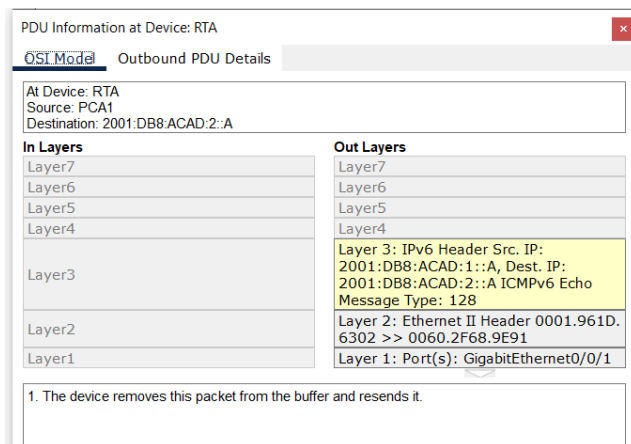 PDU Information at Device: RTA
×
OSI Model Outbound PDU Details
At Device: RTA
Source: PCA1
Destination: 2001:DB8:ACAD:2::A
In Layers
Out Layers
Layer7
Layer7
Layer6
Layer6
Layer5
Layer5
Layer4
Layer4
Layer3
Layer 3: IPv6 Header Src. IP:
2001:DB8:ACAD:1::A, Dest. IP:
2001:DB8:ACAD:2::A ICMPv6 Echo
Message Type: 128
Layer2
Layer 2: Ethernet II Header 0001.961D.
6302 >> 0060.2F68.9E91
Layer1
Layer 1: Port(s): GigabitEthernet0/0/1
1. The device removes this packet from the buffer and resends it.